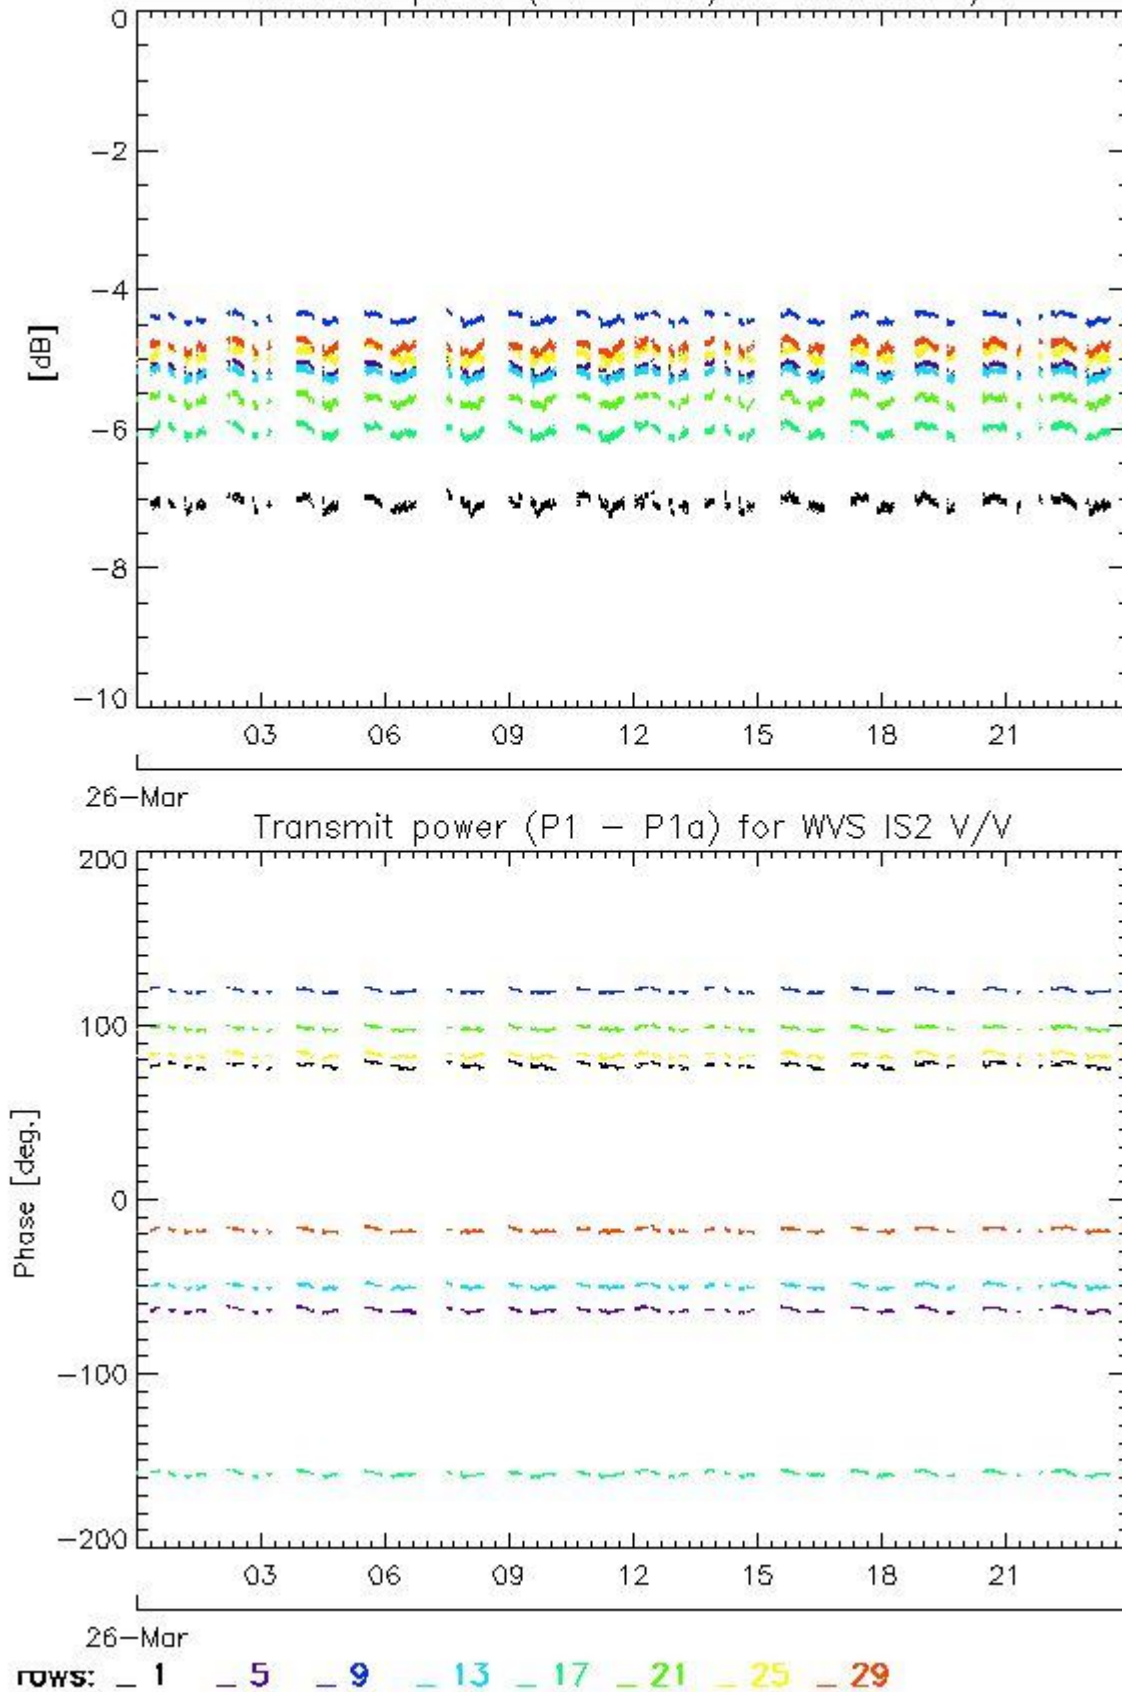 0
-2
-4
[dB]
-6
-8
-10
03 06 09 12 15 18 21
26-Mar
Transmit power (P1 - P1a) for WVS IS2 V/V
200
100
0
Phase [deg.]
-100
-200
03 06 09 12 15 18 21
26-Mar
rows: _ 1 _ 5 _ 9 _ 13 _ 17 _ 21 _ 25 _ 29